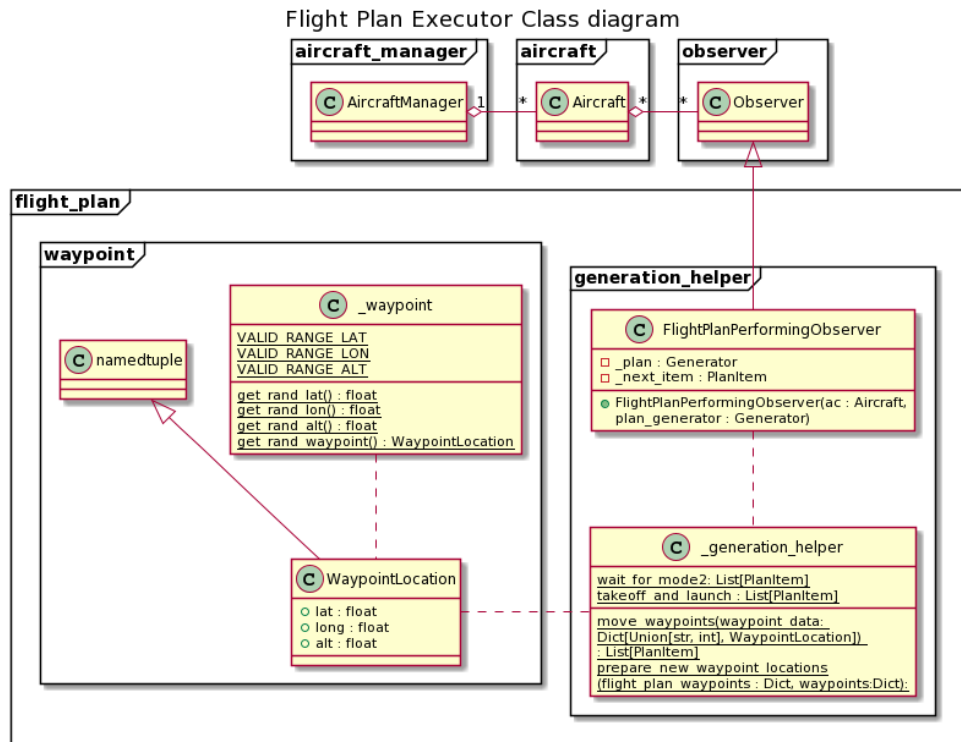 Flight Plan Executor Class diagram
aircraft_manager
aircraft
observer
C AircraftManager
1
*
C Aircraft
*
*
C Observer
flight_plan
waypoint
generation_helper
C _waypoint
VALID_RANGE_LAT
VALID_RANGE_LON
VALID_RANGE_ALT
get_rand_lat() : float
get_rand_lon() : float
get_rand_alt() : float
get_rand_waypoint() : WaypointLocation
C namedtuple
C FlightPlanPerformingObserver
_plan : Generator
_next_item : PlanItem
FlightPlanPerformingObserver(ac : Aircraft,
plan_generator : Generator)
C WaypointLocation
lat : float
long : float
alt : float
C _generation_helper
wait_for_mode2: List[PlanItem]
takeoff_and_launch : List[PlanItem]
move_waypoints(waypoint_data:
Dict[Union[str, int], WaypointLocation])
: List[PlanItem]
prepare_new_waypoint_locations
(flight_plan_waypoints : Dict, waypoints:Dict):